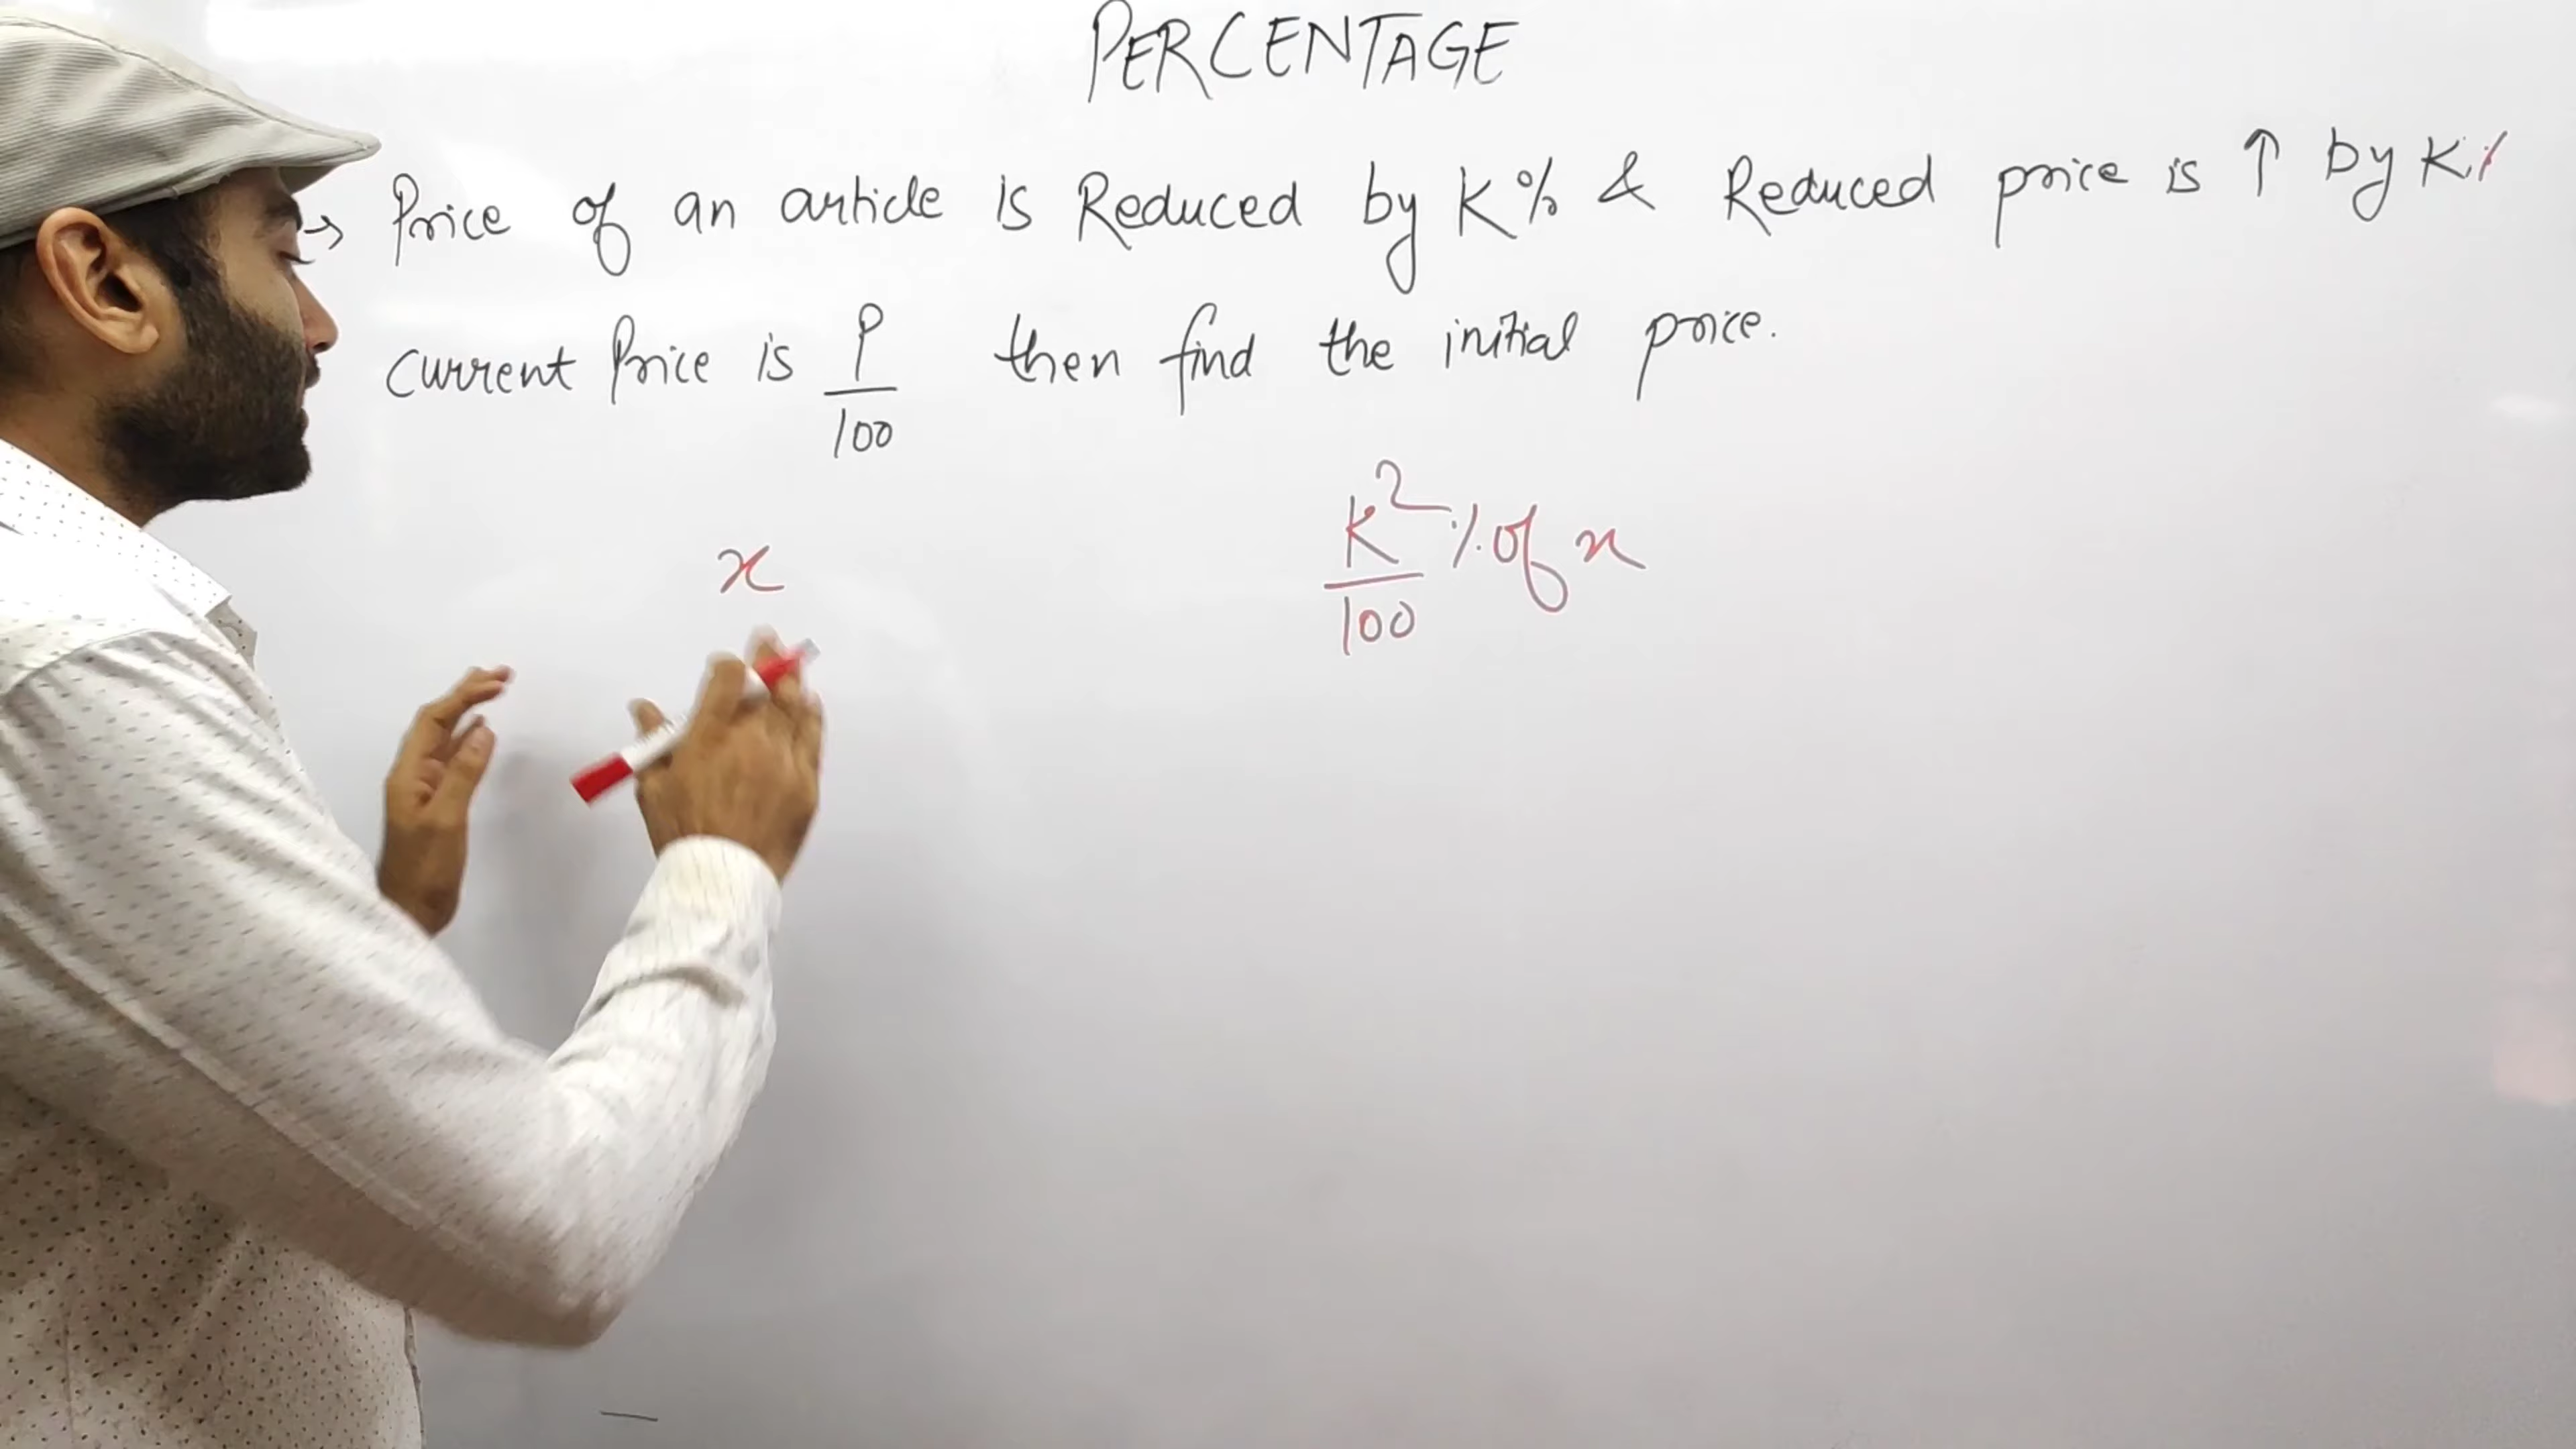 PERCENTAGE
→ Price of an article is Reduced by K% & Reduced price is ↑ by K%
current Price is P/100 then find the initial price.
x
K²/100 % of x